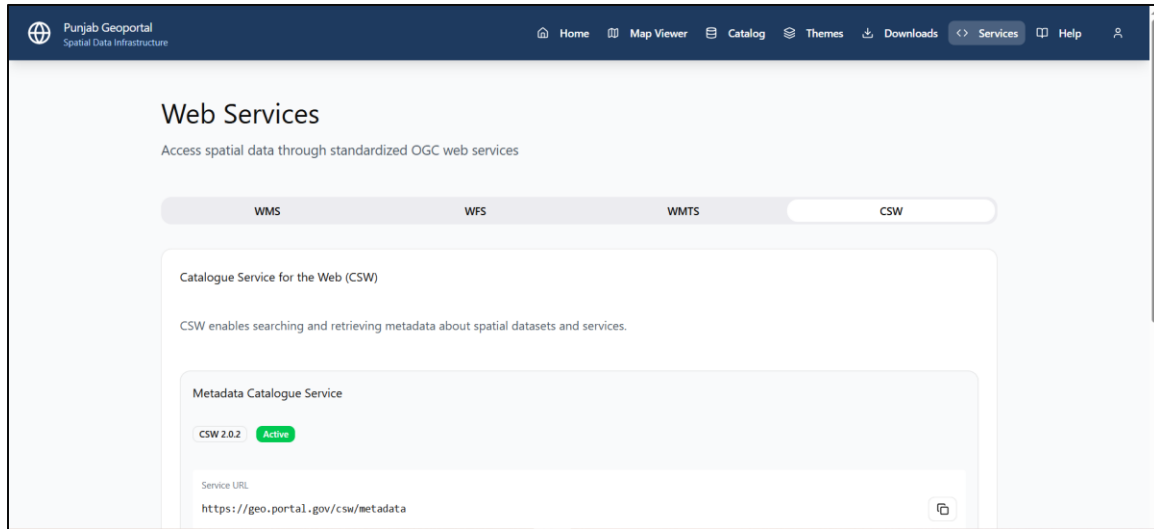 Punjab Geoportal
Spatial Data Infrastructure
Home Map Viewer Catalog Themes Downloads Services Help
Web Services
Access spatial data through standardized OGC web services
WMS WFS WMTS CSW
Catalogue Service for the Web (CSW)
CSW enables searching and retrieving metadata about spatial datasets and services.
Metadata Catalogue Service
CSW 2.0.2 Active
Service URL
https://geo.portal.gov/csw/metadata